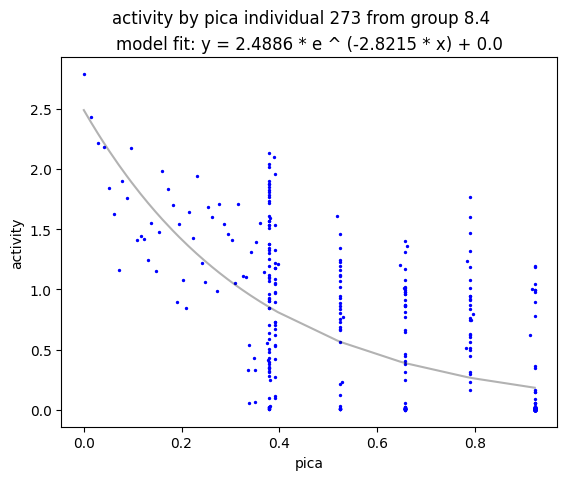 activity by pica individual 273 from group 8.4
model fit: y = 2.4886 * e ^ (-2.8215 * x) + 0.0
2.5
2.0
1.5
1.0
0.5
0.0
activity
0.0 0.2 0.4 0.6 0.8
pica